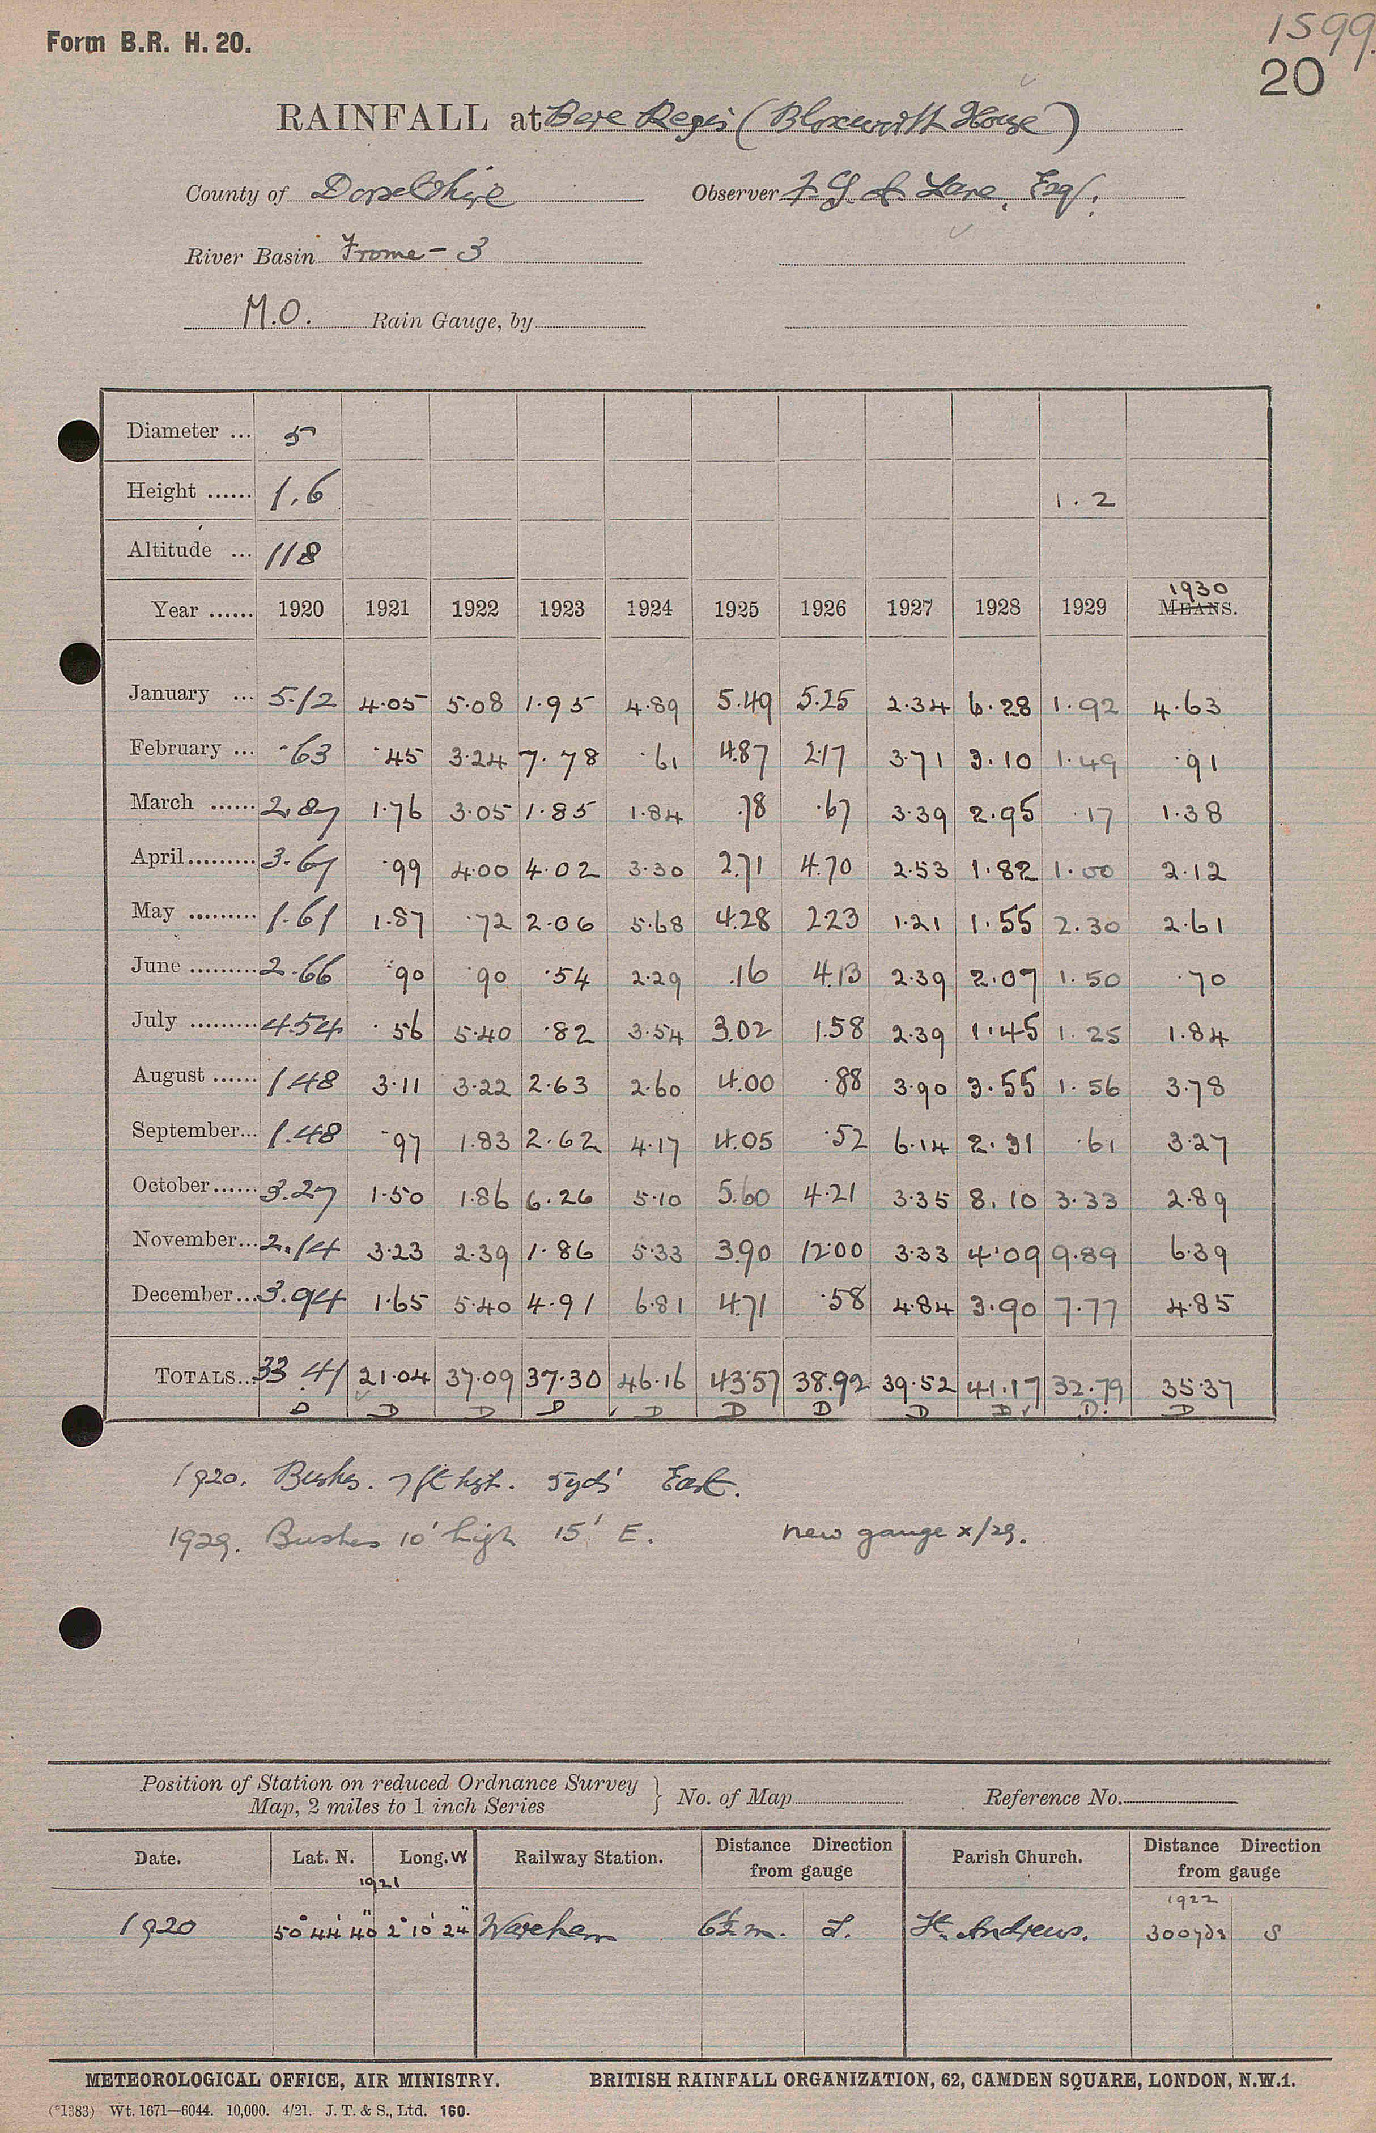 Form B.R. H. 20.
1599.
20
RAINFALL at Bere Regis (Bloxworth House)
County of Dorsetshire Observer Lane, Esq.
River Basin Frome - 3
M.O. Rain Gauge, by
Diameter ... 5
Height ...... 1.6 1.2
Altitude ... 118
Year ...... 1920 1921 1922 1923 1924 1925 1926 1927 1928 1929 1930 MEANS.
January ... 5.12 4.05 5.08 1.95 4.89 5.49 5.25 2.34 6.28 1.92 4.63
February ... .63 .45 3.24 7.78 .61 4.87 2.17 3.71 3.10 1.49 .91
March ...... 2.87 1.76 3.05 1.85 1.84 .78 .67 3.39 2.95 .17 1.38
April......... 3.67 .99 4.00 4.02 3.30 2.71 4.70 2.53 1.82 1.00 2.12
May ......... 1.61 1.87 .72 2.06 5.68 4.28 2.23 1.21 1.55 2.30 2.61
June ......... 2.66 .90 .90 .54 2.29 .16 4.13 2.39 2.07 1.50 .70
July ......... 4.54 .56 5.40 .82 3.54 3.02 1.58 2.39 1.45 1.25 1.84
August ...... 1.48 3.11 3.22 2.63 2.60 4.00 .88 3.90 3.55 1.56 3.78
September... 1.48 .97 1.83 2.62 4.17 4.05 .52 6.14 2.31 .61 3.27
October...... 3.27 1.50 1.86 6.26 5.10 5.60 4.21 3.35 8.10 3.33 2.89
November... 2.14 3.23 2.39 1.86 5.33 3.90 12.00 3.33 4.09 9.89 6.39
December... 3.94 1.65 5.40 4.91 6.81 4.71 .58 4.84 3.90 7.77 4.85
TOTALS... 33.41 21.04 37.09 37.30 46.16 43.57 38.92 39.52 41.17 32.79 35.37
D D D D D D D D D D D
1920. Bushes. 7ft hgt. 5yds East.
1929. Bushes 10' high 15' E. new gauge x/29.
Position of Station on reduced Ordnance Survey Map, 2 miles to 1 inch Series } No. of Map Reference No.
Date. Lat. N. Long. W Railway Station. Distance Direction from gauge Parish Church. Distance Direction from gauge
1921 1922
1920 50° 44' 40" 2° 10' 24" Wareham 6½ m. St. Andrews. 300yds S
METEOROLOGICAL OFFICE, AIR MINISTRY. BRITISH RAINFALL ORGANIZATION, 62, CAMDEN SQUARE, LONDON, N.W.1.
(*1383) Wt. 1671—6044. 10,000. 4/21. J. T. & S., Ltd. 160.